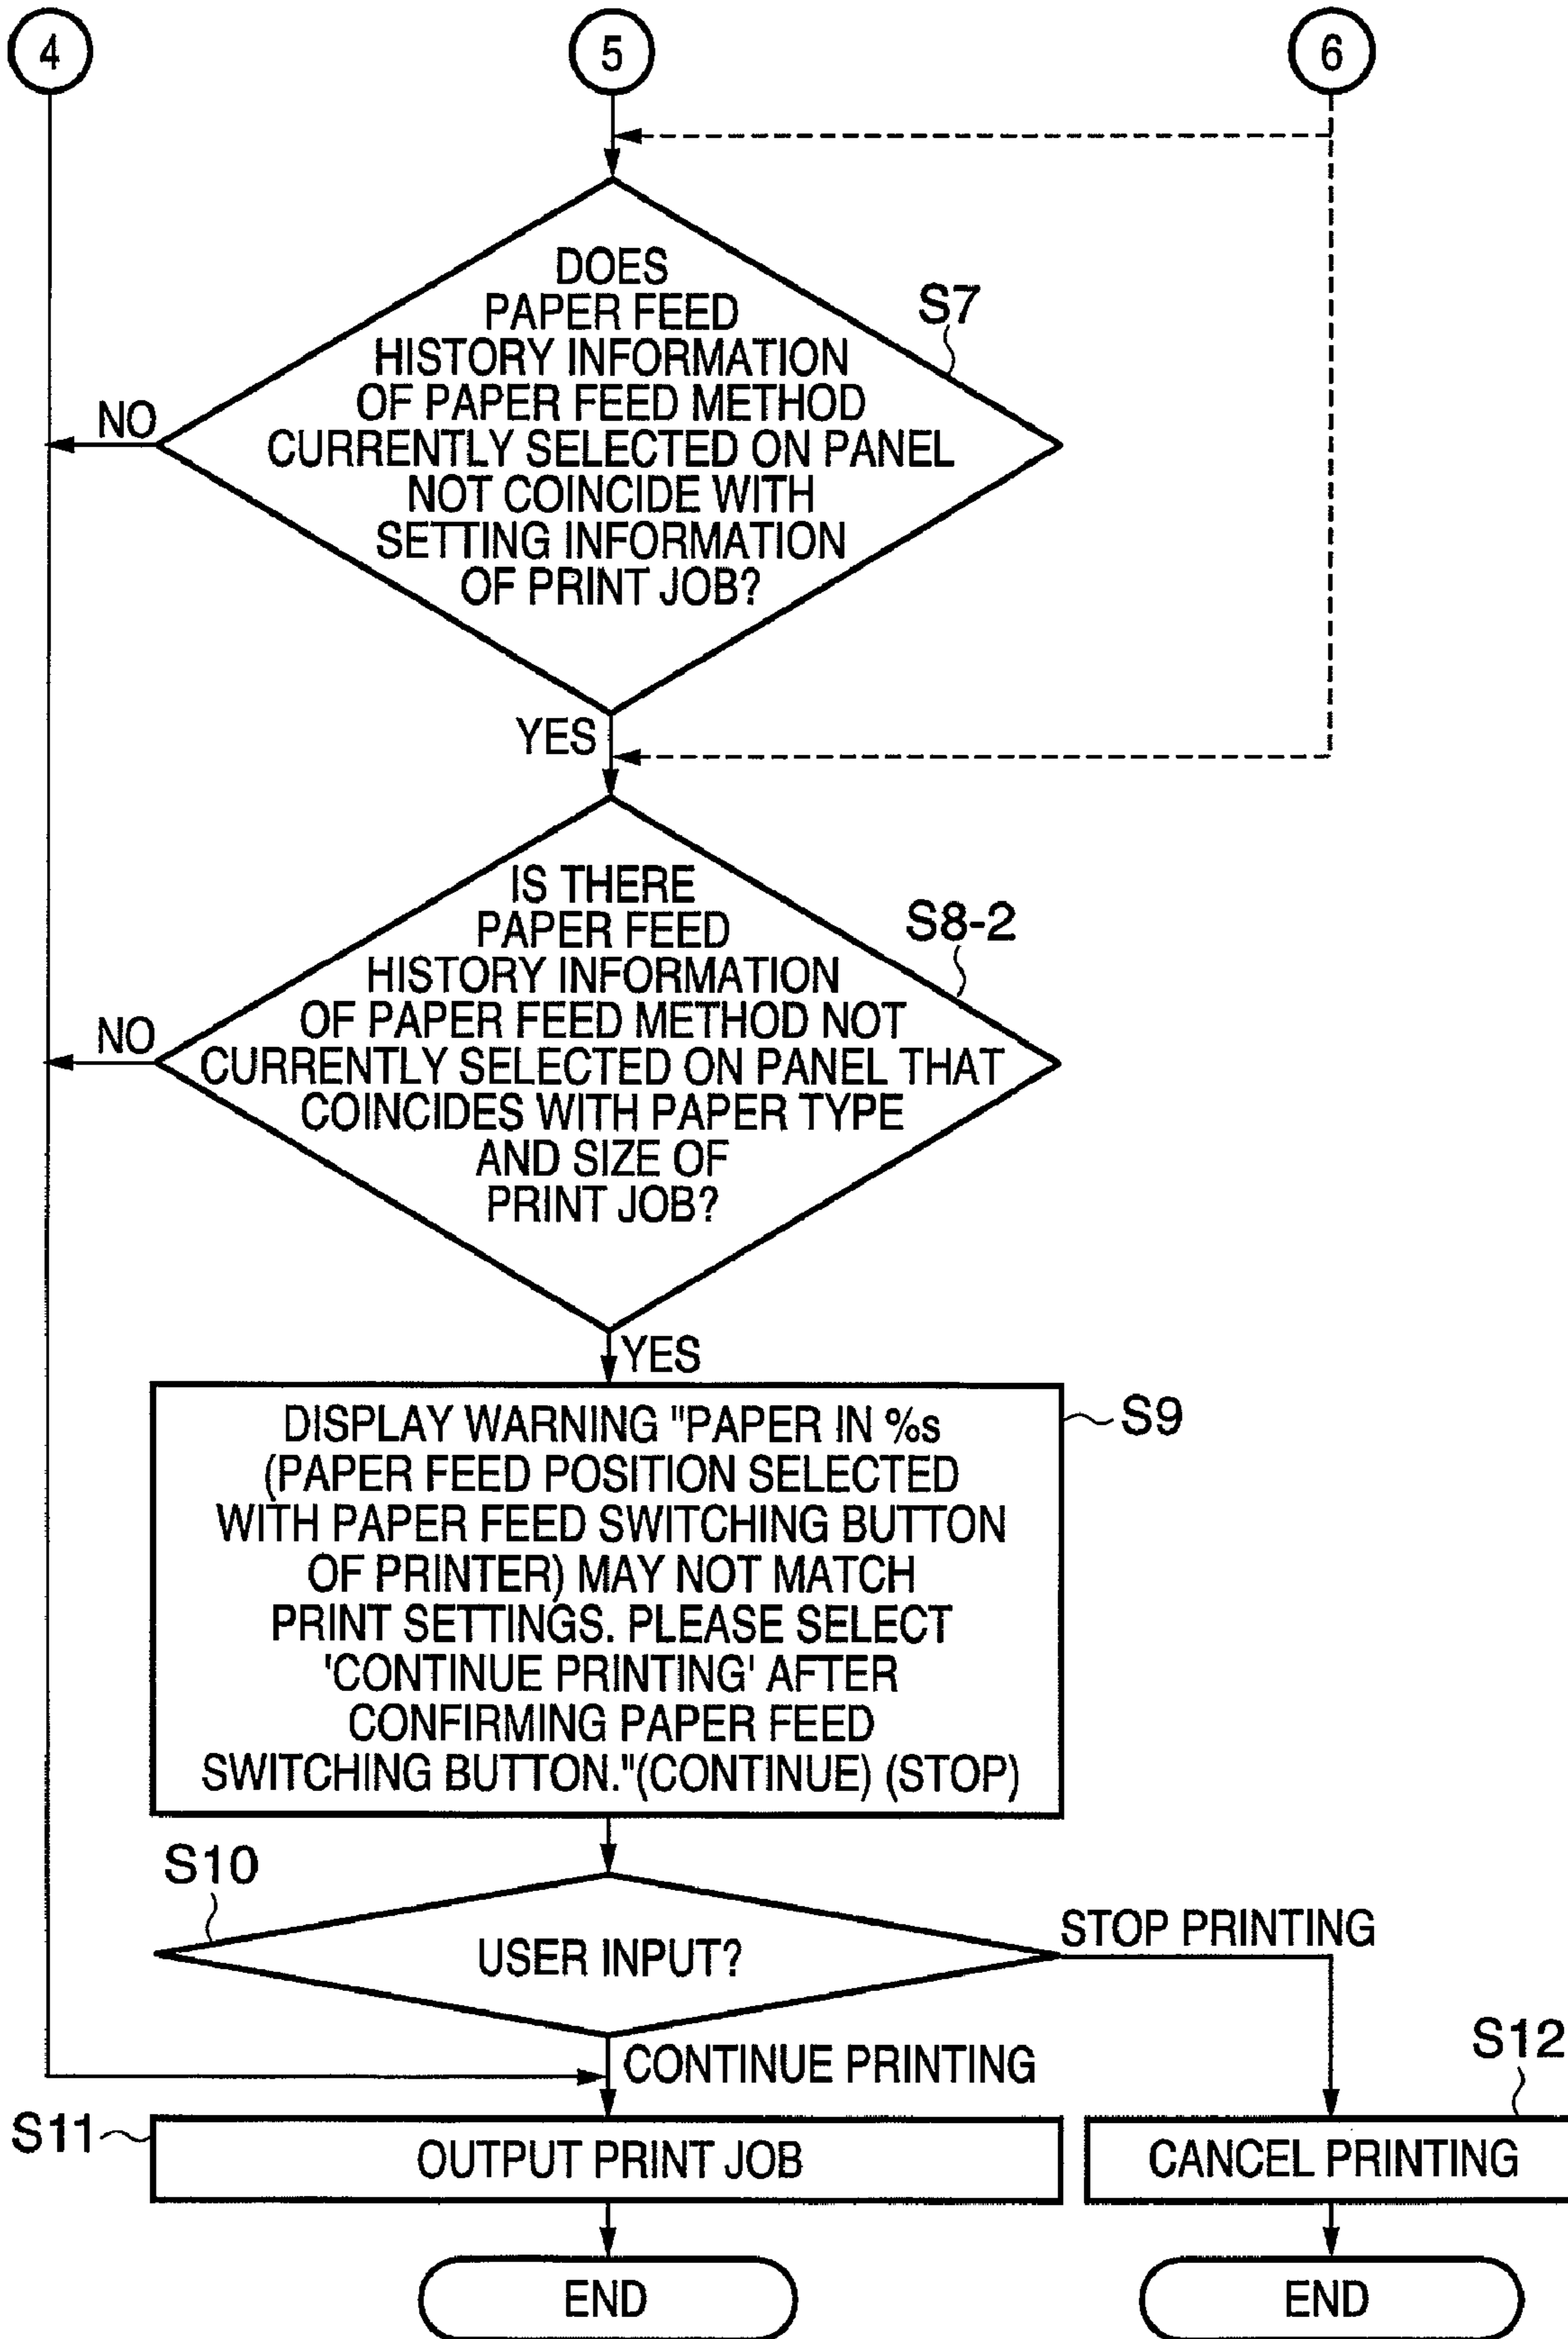 4
5
6
DOES
PAPER FEED
HISTORY INFORMATION
OF PAPER FEED METHOD
CURRENTLY SELECTED ON PANEL
NOT COINCIDE WITH
SETTING INFORMATION
OF PRINT JOB?
S7
NO
YES
IS THERE
PAPER FEED
HISTORY INFORMATION
OF PAPER FEED METHOD NOT
CURRENTLY SELECTED ON PANEL THAT
COINCIDES WITH PAPER TYPE
AND SIZE OF
PRINT JOB?
S8-2
NO
YES
DISPLAY WARNING "PAPER IN %s
(PAPER FEED POSITION SELECTED
WITH PAPER FEED SWITCHING BUTTON
OF PRINTER) MAY NOT MATCH
PRINT SETTINGS. PLEASE SELECT
'CONTINUE PRINTING' AFTER
CONFIRMING PAPER FEED
SWITCHING BUTTON."(CONTINUE) (STOP)
S9
S10
USER INPUT?
STOP PRINTING
CONTINUE PRINTING
S12
S11
OUTPUT PRINT JOB
CANCEL PRINTING
END
END